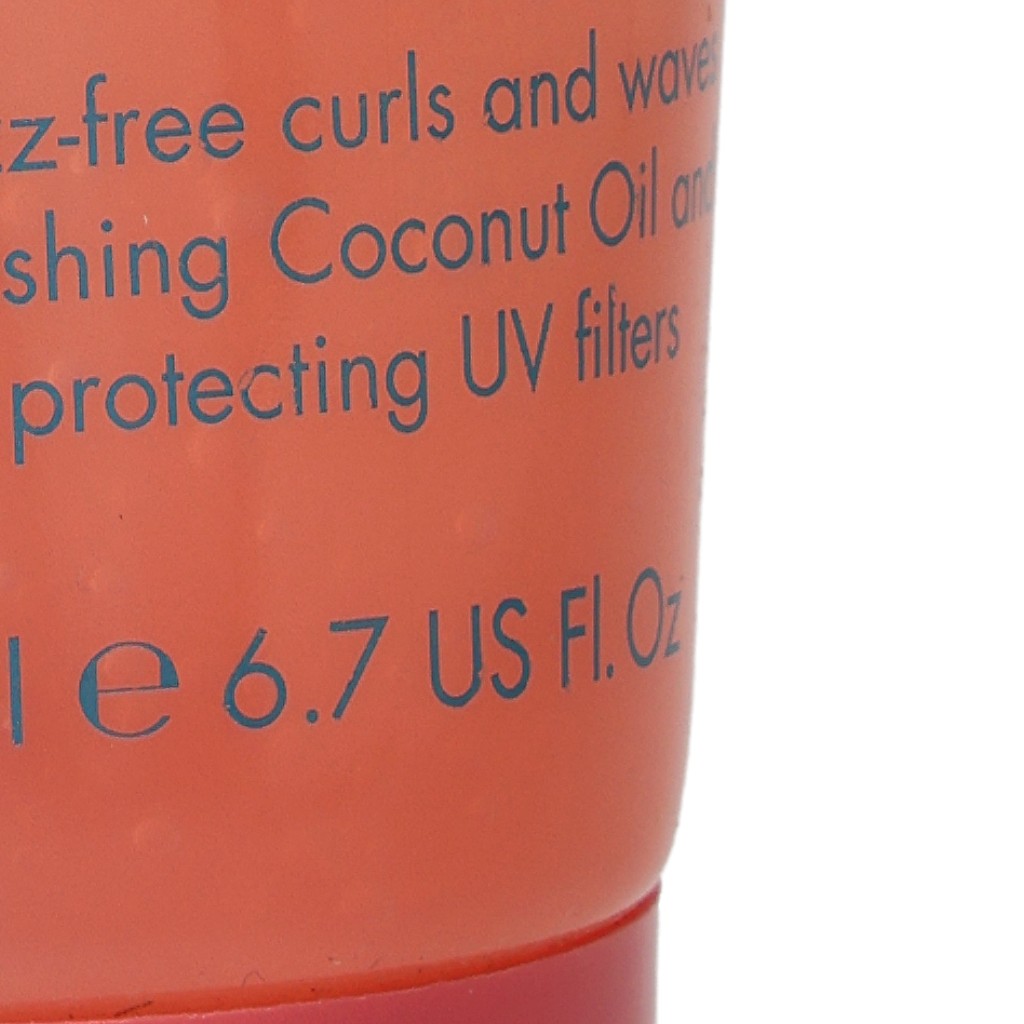 zz-free curls and waves
shing Coconut Oil and
protecting UV filters
l e 6.7 US Fl. Oz